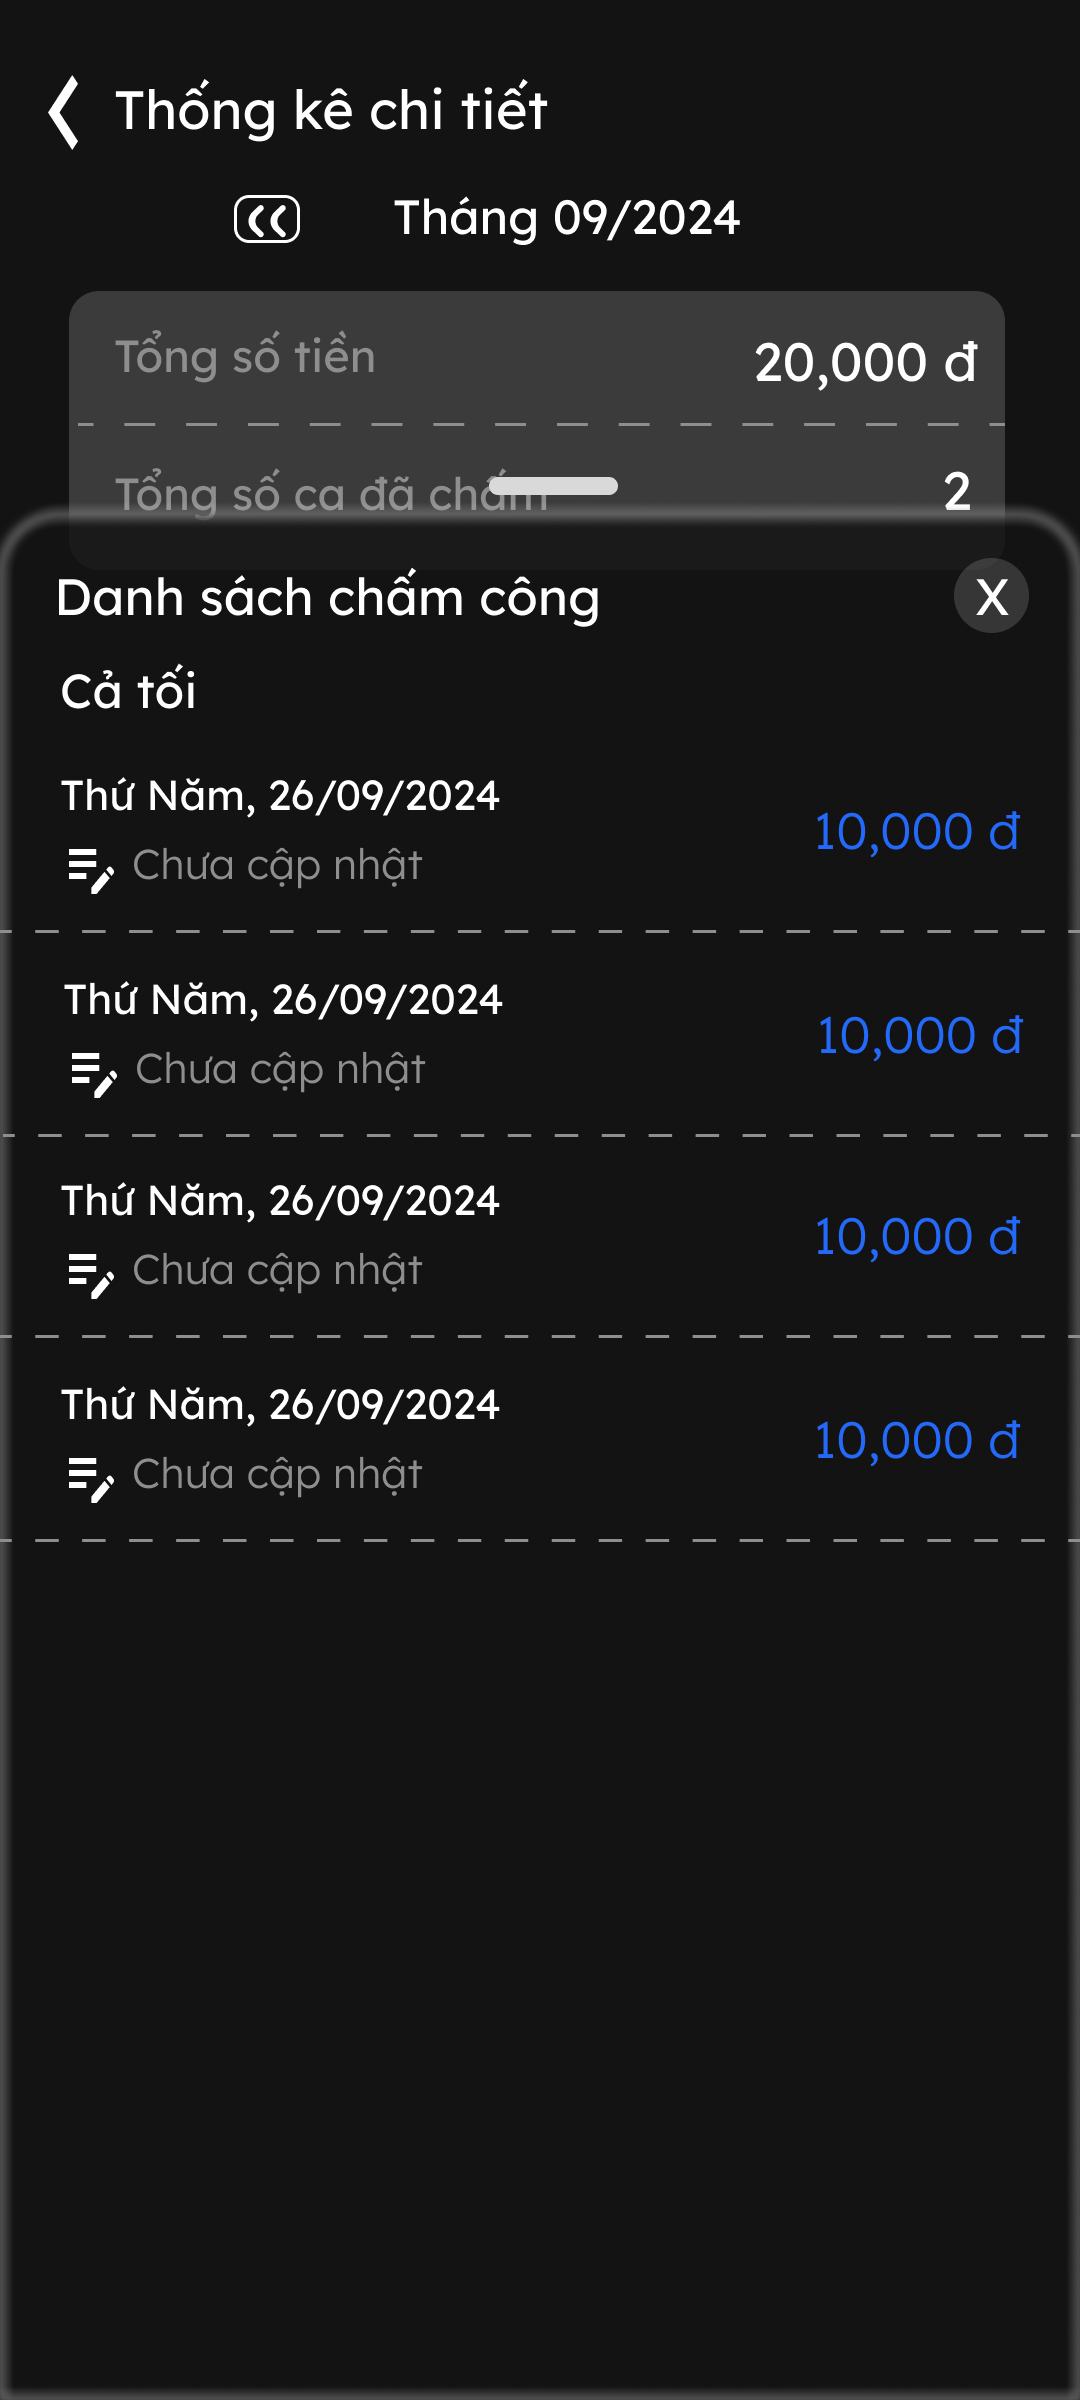 Thống kê chi tiết
Tháng 09/2024
Tổng số tiền 20,000 đ
Tổng số ca đã chấm 2
Danh sách chấm công X
Cả tối
Thứ Năm, 26/09/2024
10,000 đ
Chưa cập nhật
Thứ Năm, 26/09/2024
10,000 đ
Chưa cập nhật
Thứ Năm, 26/09/2024
10,000 đ
Chưa cập nhật
Thứ Năm, 26/09/2024
10,000 đ
Chưa cập nhật